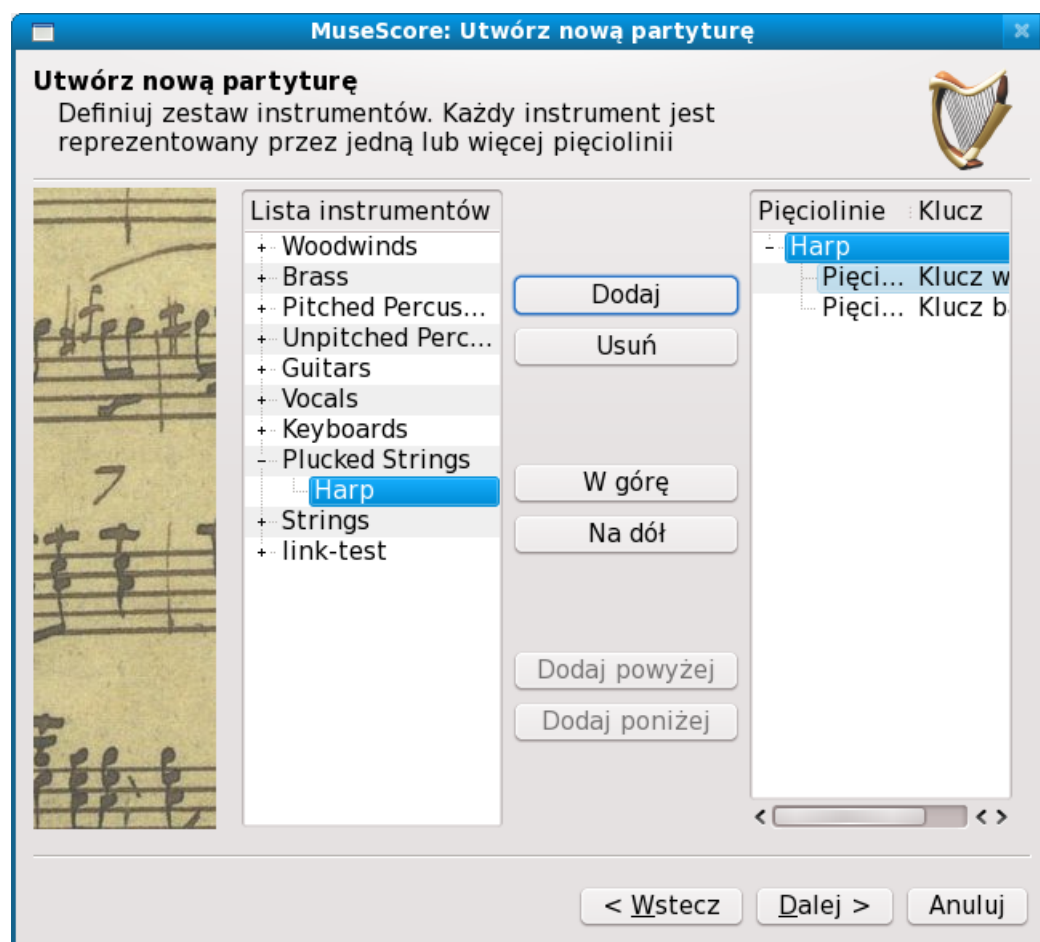 MuseScore: Utwórz nową partyturę
Utwórz nową partyturę
Definiuj zestaw instrumentów. Każdy instrument jest
reprezentowany przez jedną lub więcej pięciolinii
Lista instrumentów
Woodwinds
Brass
Pitched Percus...
Unpitched Perc...
Guitars
Vocals
Keyboards
Plucked Strings
Harp
Strings
link-test
Dodaj
Usuń
W górę
Na dół
Dodaj powyżej
Dodaj poniżej
Pięciolinie Klucz
Harp
Pięci... Klucz w
Pięci... Klucz b
< Wstecz
Dalej >
Anuluj